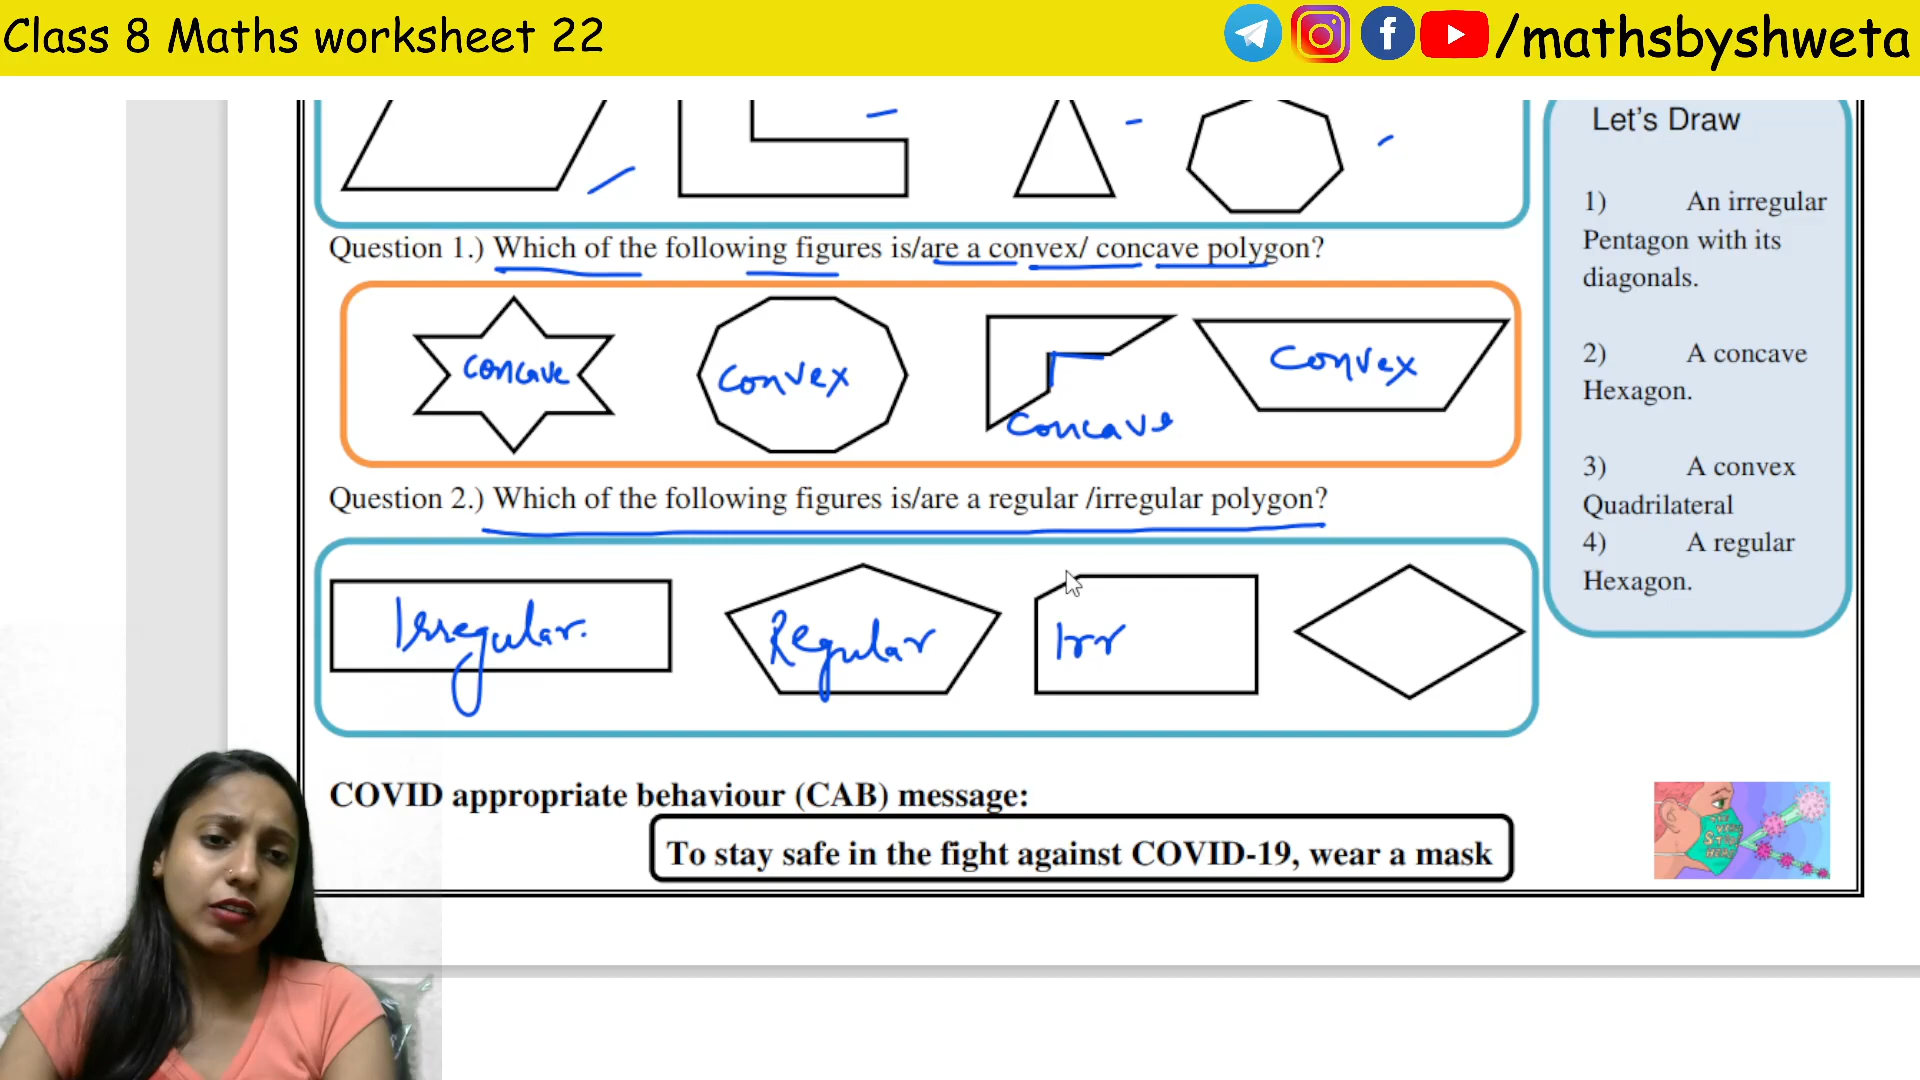 Class 8 Maths worksheet 22
/mathsbyshweta
Question 1.) Which of the following figures is/are a convex/ concave polygon?
concave
convex
concave
convex
Question 2.) Which of the following figures is/are a regular /irregular polygon?
Irregular.
Regular
Irr
COVID appropriate behaviour (CAB) message:
To stay safe in the fight against COVID-19, wear a mask
Let's Draw
1) An irregular
Pentagon with its
diagonals.
2) A concave
Hexagon.
3) A convex
Quadrilateral
4) A regular
Hexagon.